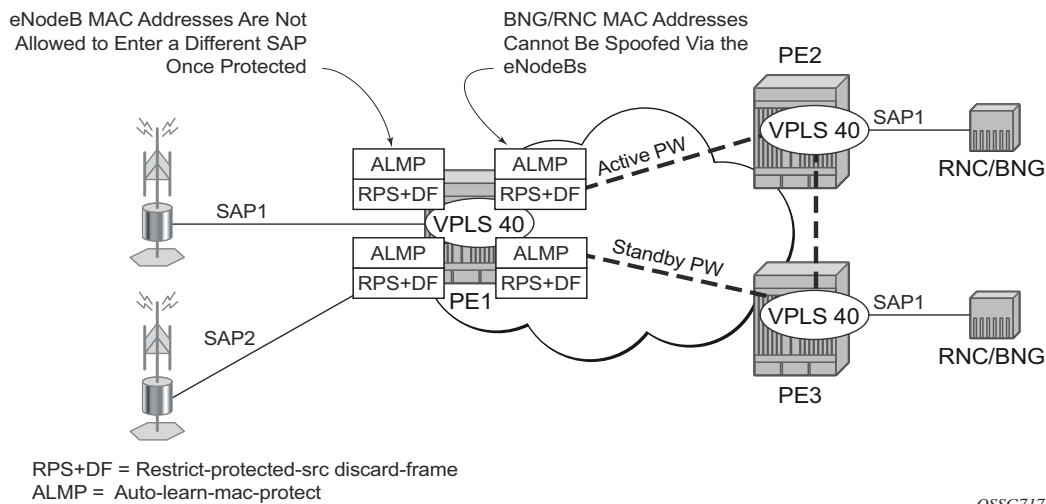 eNodeB MAC Addresses Are Not
Allowed to Enter a Different SAP
Once Protected
BNG/RNC MAC Addresses
Cannot Be Spoofed Via the
eNodeBs
PE2
VPLS 40
SAP1
RNC/BNG
ALMP
RPS+DF
ALMP
RPS+DF
Active PW
SAP1
VPLS 40
ALMP
RPS+DF
ALMP
RPS+DF
PE1
Standby PW
SAP2
VPLS 40
SAP1
RNC/BNG
PE3
RPS+DF = Restrict-protected-src discard-frame
ALMP = Auto-learn-mac-protect
OSSG717